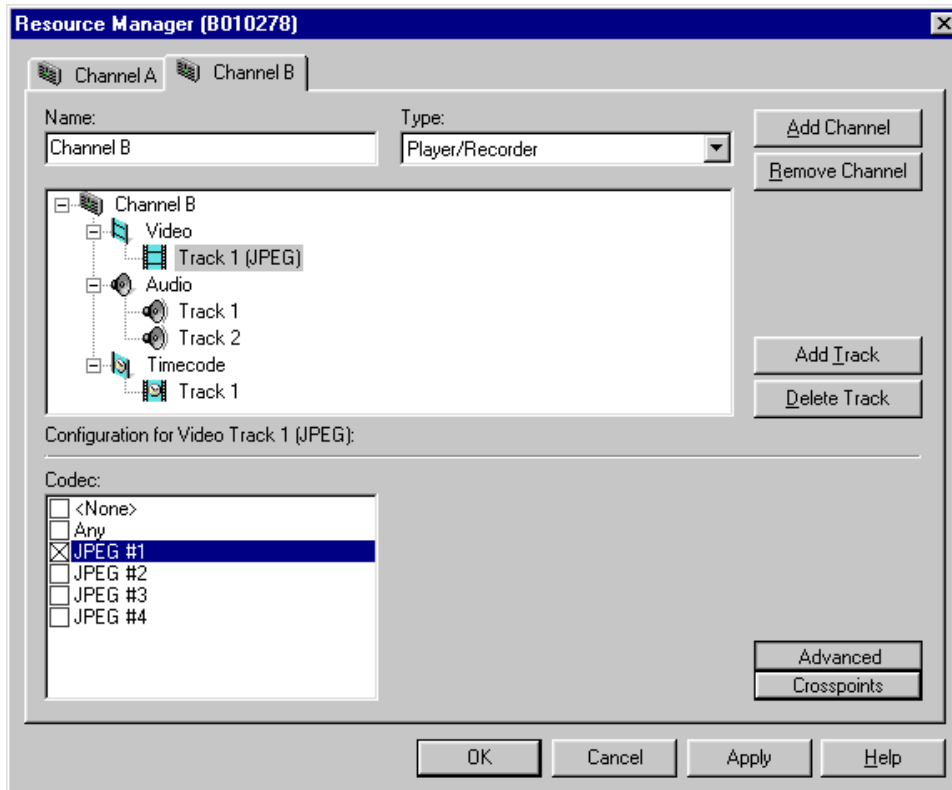 Resource Manager (B010278)
Channel A
Channel B
Name:
Type:
Channel B
Player/Recorder
Add Channel
Remove Channel
Channel B
Video
Track 1 (JPEG)
Audio
Track 1
Track 2
Timecode
Track 1
Add Track
Delete Track
Configuration for Video Track 1 (JPEG):
Codec:
<None>
Any
JPEG #1
JPEG #2
JPEG #3
JPEG #4
Advanced
Crosspoints
OK
Cancel
Apply
Help